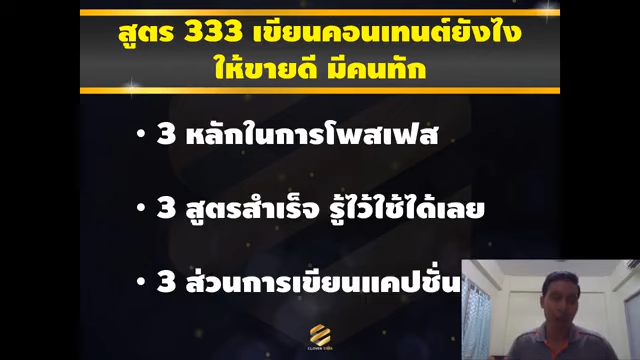 สูตร 333 เขียนคอนเทนต์ยังไง
ให้ขายดี มีคนทัก
• 3 หลักในการโพสเฟส
• 3 สูตรสำเร็จ รู้ไว้ใช้ได้เลย
• 3 ส่วนการเขียนแคปชั่น